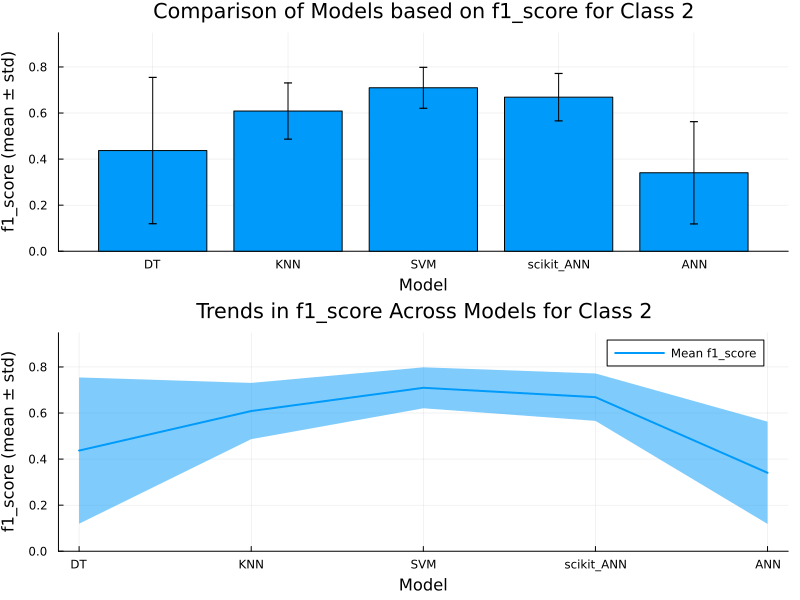 Comparison of Models based on f1_score for Class 2
f1_score (mean ± std)
0.8
0.6
0.4
0.2
0.0
DT KNN SVM scikit_ANN ANN
Model
Trends in f1_score Across Models for Class 2
f1_score (mean ± std)
Mean f1_score
0.8
0.6
0.4
0.2
0.0
DT KNN SVM scikit_ANN ANN
Model